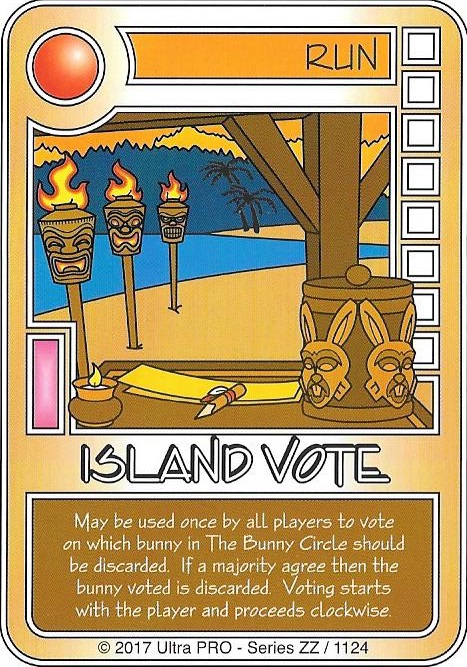 RUN
ISLAND VOTE
May be used once by all players to vote
on which bunny in The Bunny Circle should
be discarded. If a majority agree then the
bunny voted is discarded. Voting starts
with the player and proceeds clockwise.
© 2017 Ultra PRO - Series ZZ / 1124